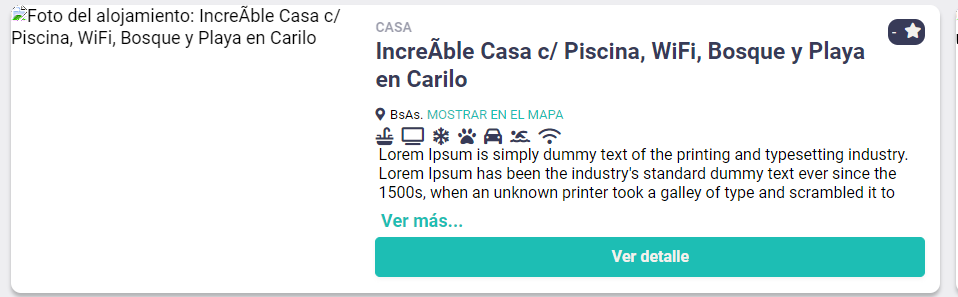 Foto del alojamiento: IncreÃble Casa c/
Piscina, WiFi, Bosque y Playa en Carilo
CASA
-
IncreÃble Casa c/ Piscina, WiFi, Bosque y Playa
en Carilo
BsAs. MOSTRAR EN EL MAPA
Lorem Ipsum is simply dummy text of the printing and typesetting industry.
Lorem Ipsum has been the industry's standard dummy text ever since the
1500s, when an unknown printer took a galley of type and scrambled it to
Ver más...
Ver detalle